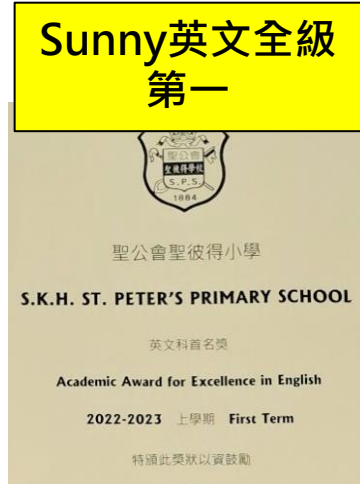 Sunny英文全級
第一
聖公會
聖彼得學校
S.P.S.
1884
聖公會聖彼得小學
S.K.H. ST. PETER'S PRIMARY SCHOOL
英文科首名獎
Academic Award for Excellence in English
2022-2023 上學期 First Term
特頒此獎狀以資鼓勵